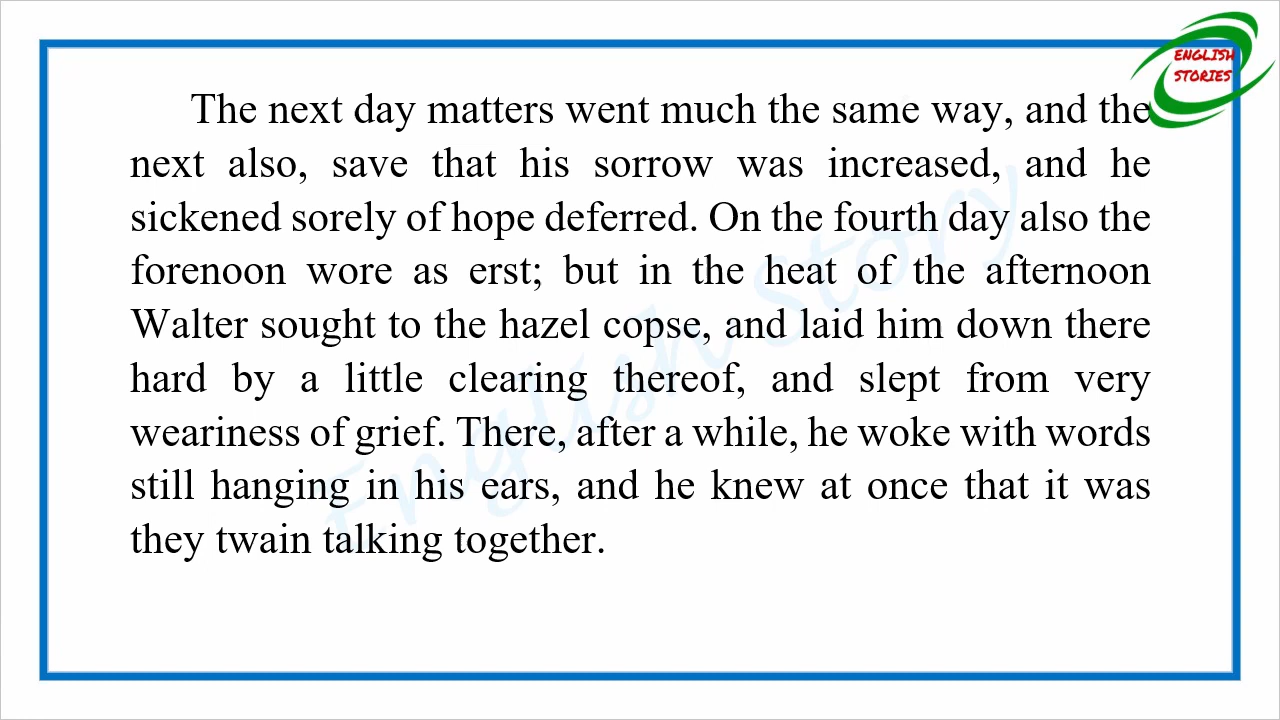 ENGLISH
STORIES
The next day matters went much the same way, and the
next also, save that his sorrow was increased, and he
sickened sorely of hope deferred. On the fourth day also the
forenoon wore as erst; but in the heat of the afternoon
Walter sought to the hazel copse, and laid him down there
hard by a little clearing thereof, and slept from very
weariness of grief. There, after a while, he woke with words
still hanging in his ears, and he knew at once that it was
they twain talking together.
English Story